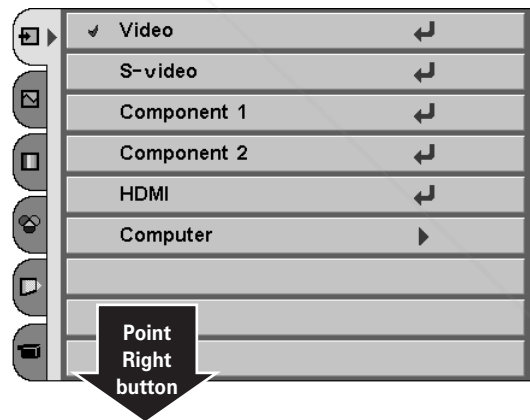 Video
S-video
Component 1
Component 2
HDMI
Computer
Point
Right
button